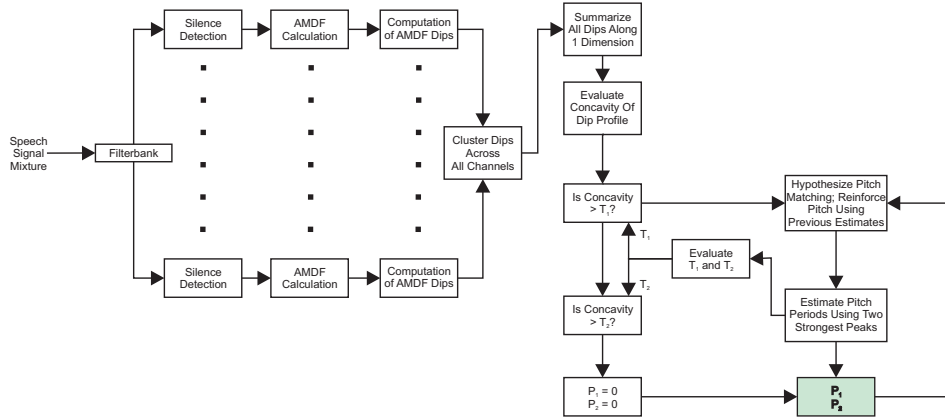 Speech
Signal
Mixture
Filterbank
Silence
Detection
AMDF
Calculation
Computation
of AMDF Dips
Silence
Detection
AMDF
Calculation
Computation
of AMDF Dips
Cluster Dips
Across
All Channels
Summarize
All Dips Along
1 Dimension
Evaluate
Concavity Of
Dip Profile
Is Concavity
> T₁?
Hypothesize Pitch
Matching; Reinforce
Pitch Using
Previous Estimates
T₁
Evaluate
T₁ and T₂
T₂
Is Concavity
> T₂?
Estimate Pitch
Periods Using Two
Strongest Peaks
P₁ = 0
P₂ = 0
P₁
P₂